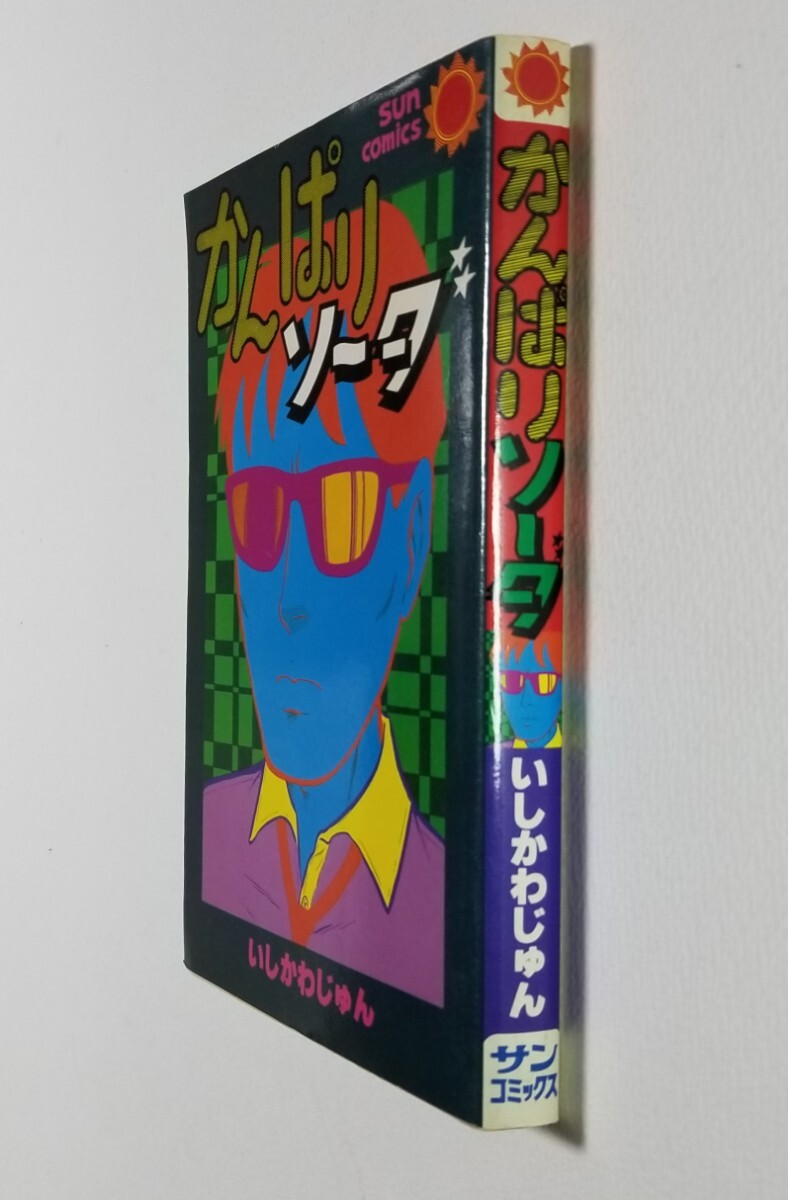 sun
comics
かんぱり
ソーダ
いしかわじゅん
かんぱりソーダ
いしかわじゅん
サン
コミックス